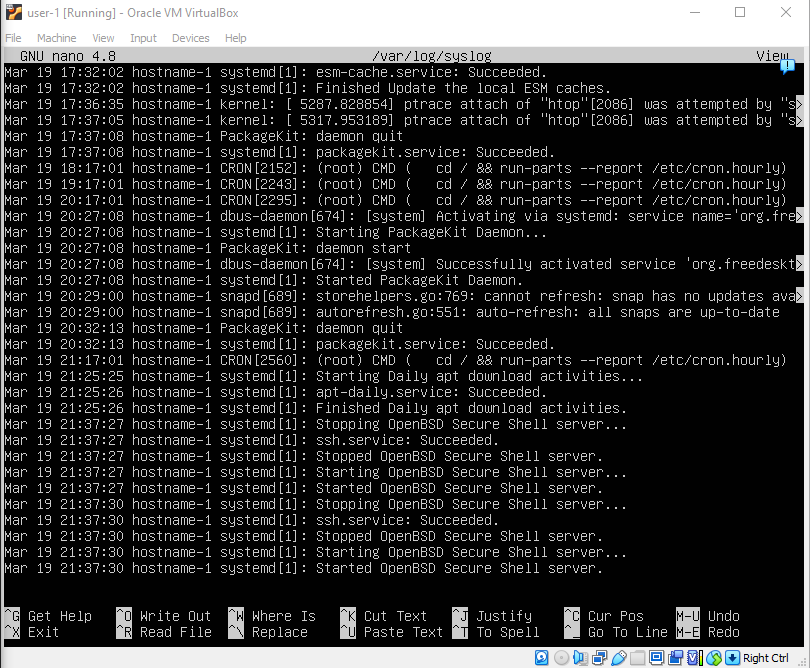 user-1 [Running] - Oracle VM VirtualBox
File Machine View Input Devices Help
GNU nano 4.8 /var/log/syslog View
Mar 19 17:32:02 hostname-1 systemd[1]: esm-cache.service: Succeeded.
Mar 19 17:32:02 hostname-1 systemd[1]: Finished Update the local ESM caches.
Mar 19 17:36:35 hostname-1 kernel: [ 5287.828854] ptrace attach of "htop"[2086] was attempted by "s>
Mar 19 17:37:05 hostname-1 kernel: [ 5317.953189] ptrace attach of "htop"[2086] was attempted by "s>
Mar 19 17:37:08 hostname-1 PackageKit: daemon quit
Mar 19 17:37:08 hostname-1 systemd[1]: packagekit.service: Succeeded.
Mar 19 18:17:01 hostname-1 CRON[2152]: (root) CMD (   cd / && run-parts --report /etc/cron.hourly)
Mar 19 19:17:01 hostname-1 CRON[2243]: (root) CMD (   cd / && run-parts --report /etc/cron.hourly)
Mar 19 20:17:01 hostname-1 CRON[2295]: (root) CMD (   cd / && run-parts --report /etc/cron.hourly)
Mar 19 20:27:08 hostname-1 dbus-daemon[674]: [system] Activating via systemd: service name='org.fre>
Mar 19 20:27:08 hostname-1 systemd[1]: Starting PackageKit Daemon...
Mar 19 20:27:08 hostname-1 PackageKit: daemon start
Mar 19 20:27:08 hostname-1 dbus-daemon[674]: [system] Successfully activated service 'org.freedeskt>
Mar 19 20:27:08 hostname-1 systemd[1]: Started PackageKit Daemon.
Mar 19 20:29:00 hostname-1 snapd[689]: storehelpers.go:769: cannot refresh: snap has no updates ava>
Mar 19 20:29:00 hostname-1 snapd[689]: autorefresh.go:551: auto-refresh: all snaps are up-to-date
Mar 19 20:32:13 hostname-1 PackageKit: daemon quit
Mar 19 20:32:13 hostname-1 systemd[1]: packagekit.service: Succeeded.
Mar 19 21:17:01 hostname-1 CRON[2560]: (root) CMD (   cd / && run-parts --report /etc/cron.hourly)
Mar 19 21:25:25 hostname-1 systemd[1]: Starting Daily apt download activities...
Mar 19 21:25:26 hostname-1 systemd[1]: apt-daily.service: Succeeded.
Mar 19 21:25:26 hostname-1 systemd[1]: Finished Daily apt download activities.
Mar 19 21:37:27 hostname-1 systemd[1]: Stopping OpenBSD Secure Shell server...
Mar 19 21:37:27 hostname-1 systemd[1]: ssh.service: Succeeded.
Mar 19 21:37:27 hostname-1 systemd[1]: Stopped OpenBSD Secure Shell server.
Mar 19 21:37:27 hostname-1 systemd[1]: Starting OpenBSD Secure Shell server...
Mar 19 21:37:27 hostname-1 systemd[1]: Started OpenBSD Secure Shell server.
Mar 19 21:37:30 hostname-1 systemd[1]: Stopping OpenBSD Secure Shell server...
Mar 19 21:37:30 hostname-1 systemd[1]: ssh.service: Succeeded.
Mar 19 21:37:30 hostname-1 systemd[1]: Stopped OpenBSD Secure Shell server.
Mar 19 21:37:30 hostname-1 systemd[1]: Starting OpenBSD Secure Shell server...
Mar 19 21:37:30 hostname-1 systemd[1]: Started OpenBSD Secure Shell server.
^G Get Help ^O Write Out ^W Where Is ^K Cut Text ^J Justify ^C Cur Pos M-U Undo
^X Exit ^R Read File ^\ Replace ^U Paste Text ^T To Spell ^_ Go To Line M-E Redo
Right Ctrl